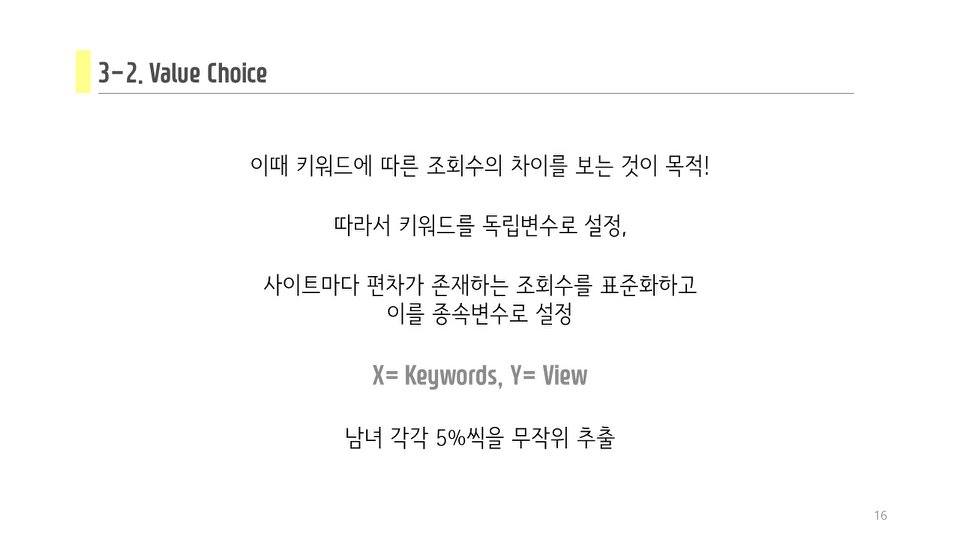 3-2. Value Choice
이때 키워드에 따른 조회수의 차이를 보는 것이 목적!
따라서 키워드를 독립변수로 설정,
사이트마다 편차가 존재하는 조회수를 표준화하고
이를 종속변수로 설정
X= Keywords, Y= View
남녀 각각 5%씩을 무작위 추출
16